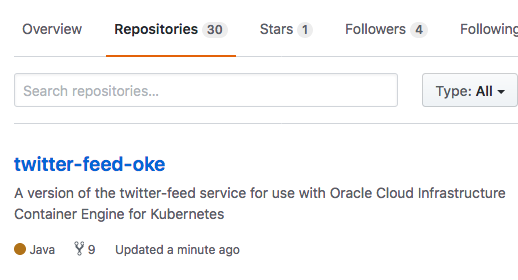 Overview Repositories 30 Stars 1 Followers 4 Following
Search repositories... Type: All
twitter-feed-oke
A version of the twitter-feed service for use with Oracle Cloud Infrastructure
Container Engine for Kubernetes
Java 9 Updated a minute ago